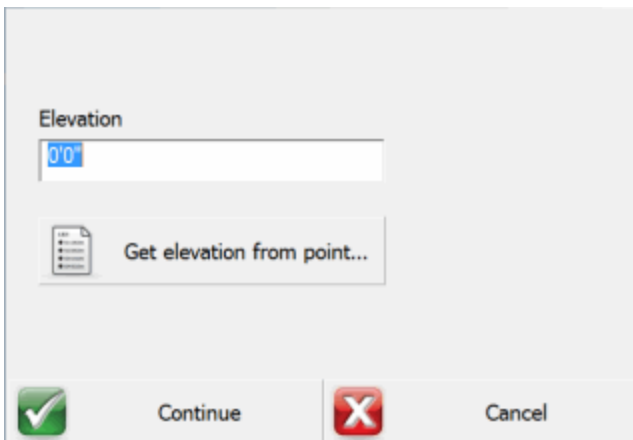 Elevation
0'0"
Get elevation from point...
Continue
Cancel